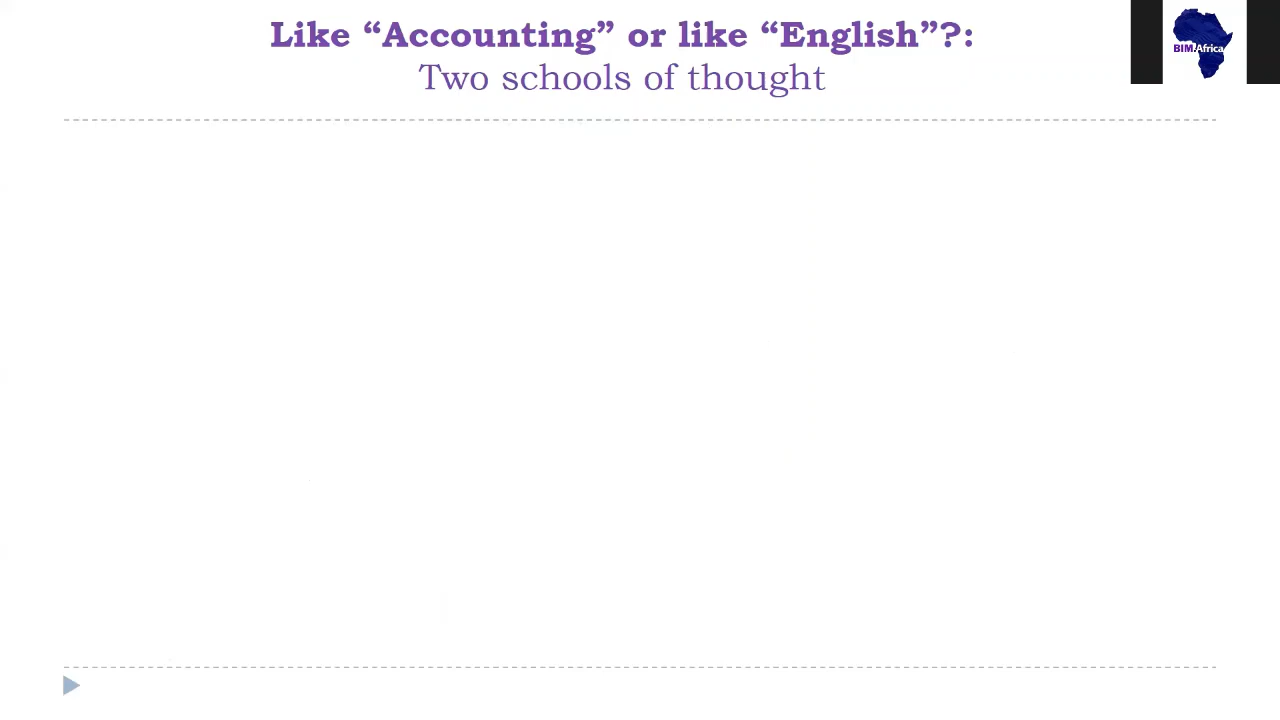 Like “Accounting” or like “English”?:
Two schools of thought
BIM.Africa